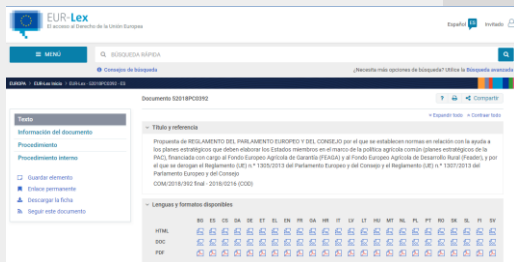 EUR-Lex
El acceso al Derecho de la Unión Europea
Español ES Invitado
MENÚ
BÚSQUEDA RÁPIDA
Consejos de búsqueda
¿Necesita más opciones de búsqueda? Utilice la Búsqueda avanzada
EUROPA > EUR-Lex Inicio > EUR-Lex - 52018PC0392 - ES
Documento 52018PC0392
Compartir
Expandir todo Contraer todo
Texto
Información del documento
Procedimiento
Procedimiento interno
Guardar elemento
Enlace permanente
Descargar la ficha
Seguir este documento
Título y referencia
Propuesta de REGLAMENTO DEL PARLAMENTO EUROPEO Y DEL CONSEJO por el que se establecen normas en relación con la ayuda a
los planes estratégicos que deben elaborar los Estados miembros en el marco de la política agrícola común (planes estratégicos de la
PAC), financiada con cargo al Fondo Europeo Agrícola de Garantía (FEAGA) y al Fondo Europeo Agrícola de Desarrollo Rural (Feader), y por
el que se derogan el Reglamento (UE) n.° 1305/2013 del Parlamento Europeo y del Consejo y el Reglamento (UE) n.° 1307/2013 del
Parlamento Europeo y del Consejo
COM/2018/392 final - 2018/0216 (COD)
Lenguas y formatos disponibles
BG ES CS DA DE ET EL EN FR GA HR IT LV LT HU MT NL PL PT RO SK SL FI SV
HTML
DOC
PDF